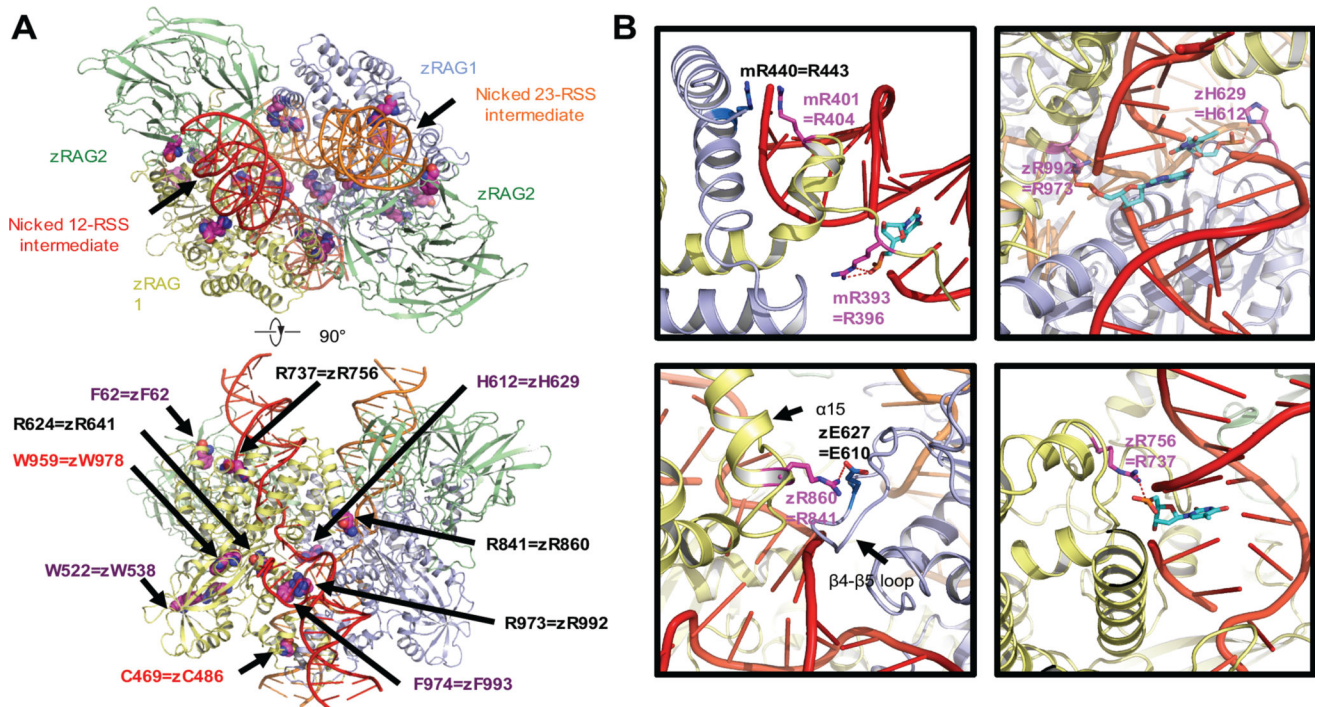 A
zRAG1
Nicked 23-RSS
intermediate
zRAG2
zRAG2
Nicked 12-RSS
intermediate
zRAG
1
90°
R737=zR756
H612=zH629
F62=zF62
R624=zR641
W959=zW978
R841=zR860
W522=zW538
R973=zR992
C469=zC486
F974=zF993
B
mR440=R443
mR401
=R404
mR393
=R396
zH629
=H612
zR992
=R973
α15
zE627
=E610
zR860
=R841
β4-β5 loop
zR756
=R737